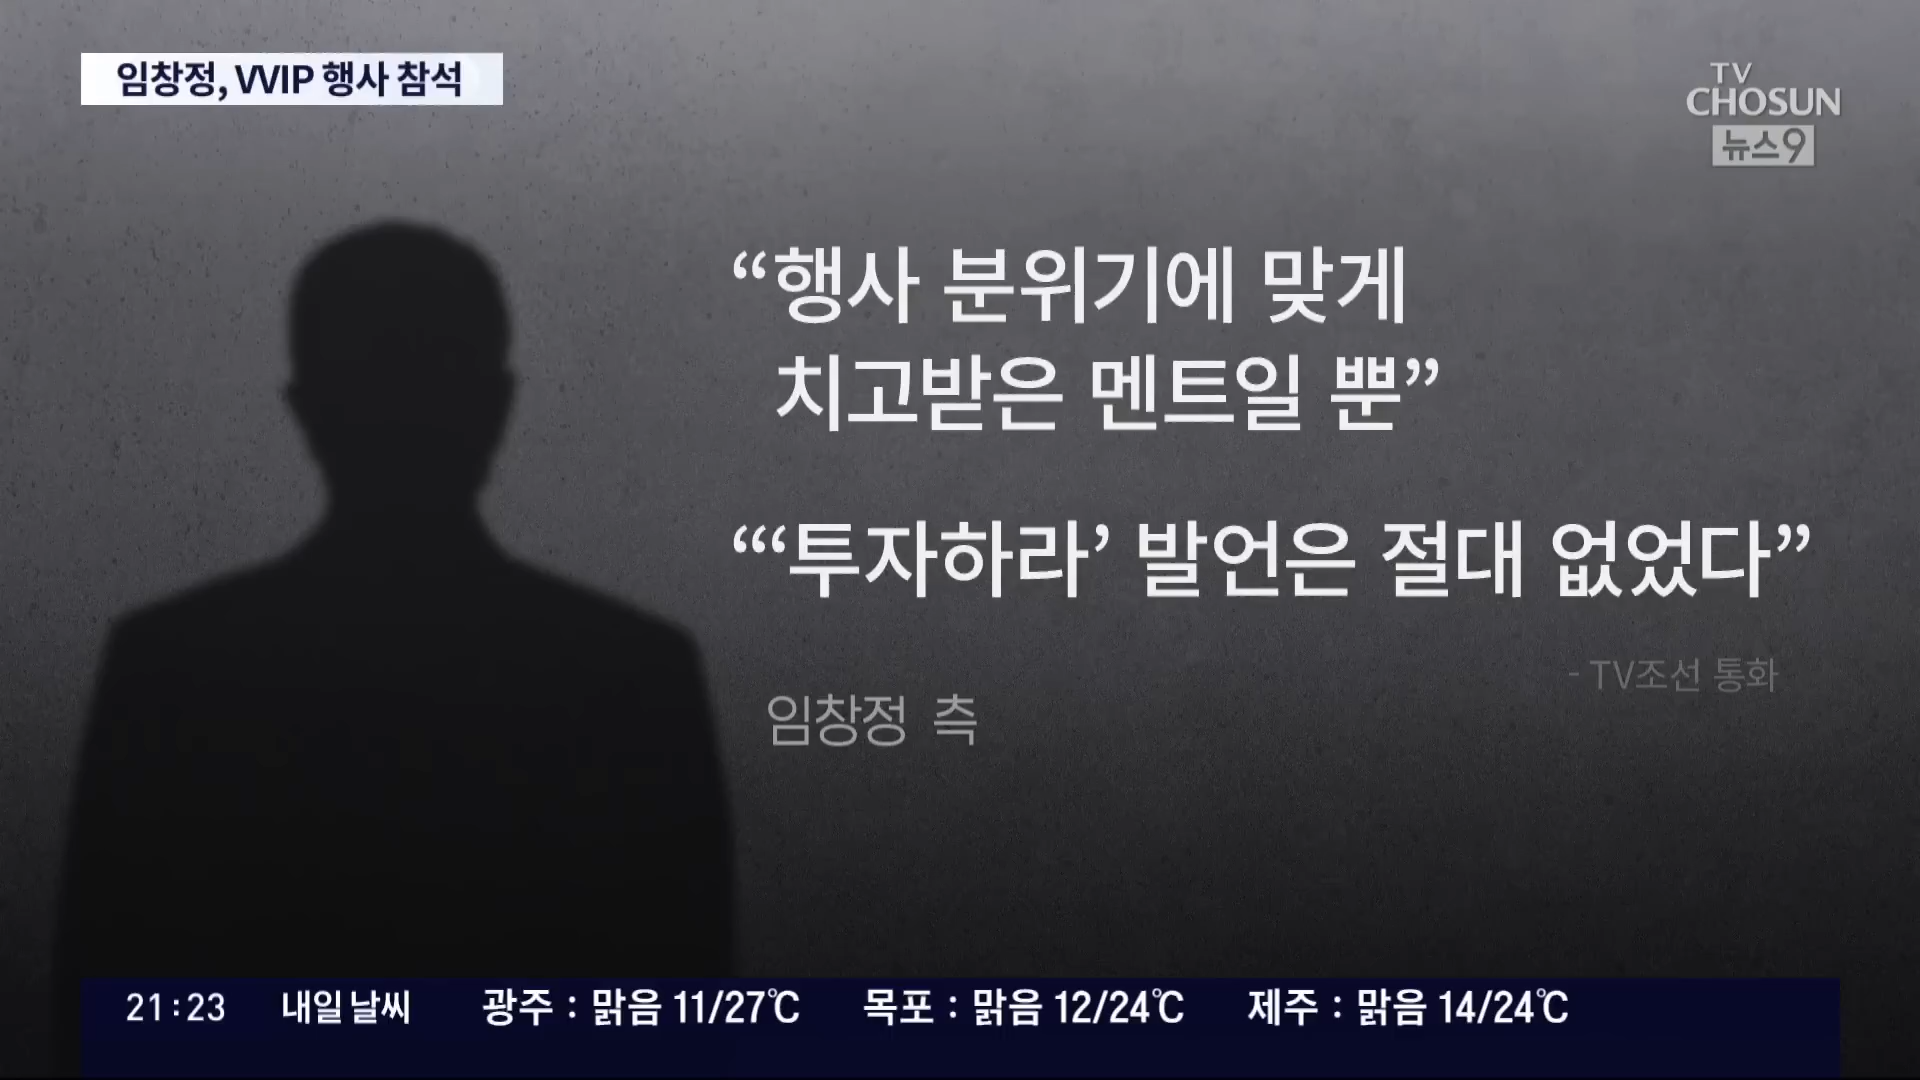 임창정, VVIP 행사 참석
TV
CHOSUN
뉴스9
“행사 분위기에 맞게
치고받은 멘트일 뿐”
“‘투자하라’ 발언은 절대 없었다”
- TV조선 통화
임창정 측
21:23 내일 날씨 광주 : 맑음 11/27℃ 목포 : 맑음 12/24℃ 제주 : 맑음 14/24℃